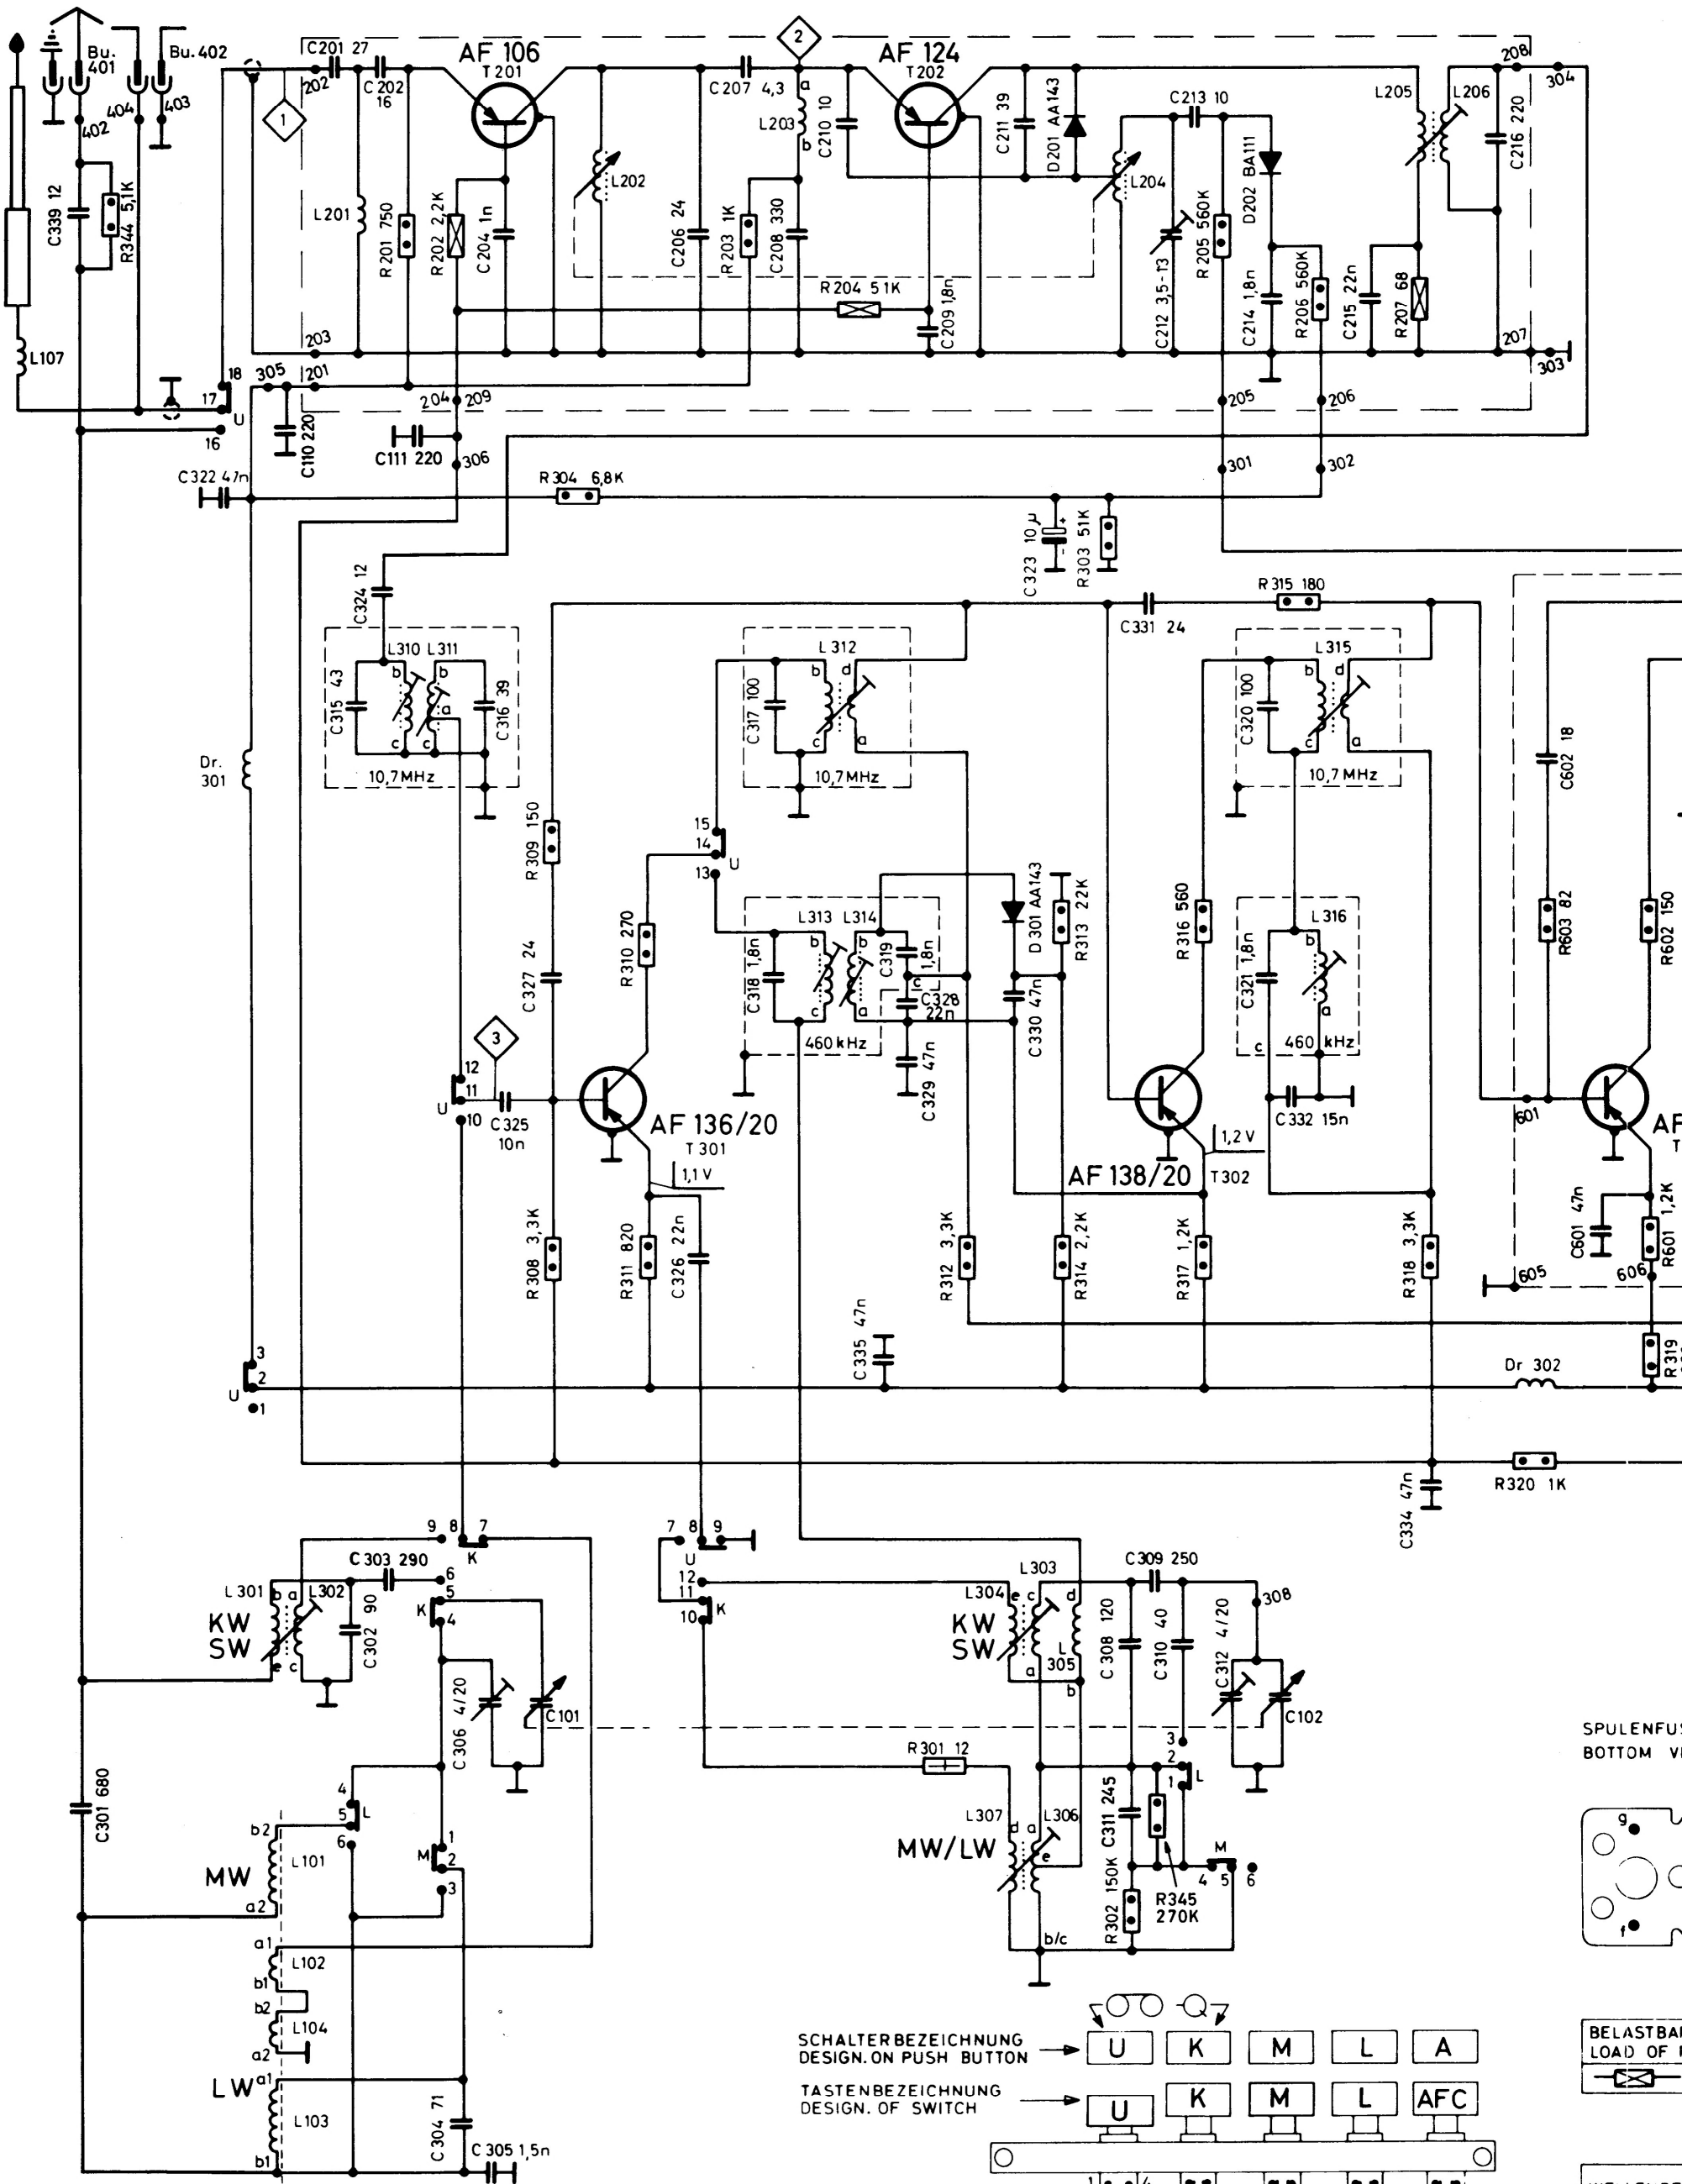 Bu. 401
Bu. 402
404
403
402
C339 12
R344 5,1K
L107
18
17
U
16
C201 27
202
C202 16
1
AF 106
T201
L201
R201 750
R202 2,2K
C204 1n
L202
C206 24
C207 4,3
2
a
L203
b
C210 10
R203 1K
C208 330
AF 124
T202
C211 39
D201 AA143
L204
C213 10
C212 3,5-13
R205 560K
D202 BA111
C214 1,8n
R206 560K
C215 22n
R207 68
L205
L206
C216 220
208
304
R204 51K
C209 1,8n
203
305
201
204
209
205
206
207
303
C110 220
C111 220
306
301
302
C322 47n
R304 6,8K
C323 10µ
+
-
R303 51K
C324 12
L310 L311
b
b
a
c
c
C315 43
C316 39
10,7MHz
Dr. 301
R309 150
C327 24
L312
b
d
c
a
C317 100
10,7MHz
C331 24
R315 180
L315
b
d
c
a
C320 100
10,7MHz
C602 18
15
14
U
13
R310 270
L313 L314
b
b
c
a
c
C318 1,8n
C319 1,8n
C328 22n
460 kHz
C329 47n
D301 AA143
R313 22K
C330 47n
R316 560
L316
b
a
c
C321 1,8n
460 kHz
C332 15n
R603 82
R602 150
3
12
11
U
10
C325 10n
AF 136/20
T301
1,1 V
AF 138/20
T302
1,2 V
601
AF
T
R308 3,3K
R311 820
C326 22n
R312 3,3K
R314 2,2K
R317 1,2K
R318 3,3K
C601 47n
R601 1,2K
605
606
C335 47n
R319
Dr 302
3
2
U
1
R320 1K
C334 47n
9
8
7
K
C303 290
6
5
K
4
L301
b
a
L302
e
c
KW
SW
C302 90
C306 4/20
C101
7
8
9
U
12
11
10
K
L303
L304
e
c
d
a
b
L 305
KW
SW
C309 250
C308 120
C310 40
308
C312 4/20
C102
3
2
1
L
R301 12
L307
d
a
L306
e
b/c
MW/LW
C311 245
R302 150K
R345 270K
M
4
5
6
C301 680
4
5
L
6
1
M
2
3
b2
L101
a2
MW
a1
L102
b1
b2
L104
a2
LW
a1
L103
b1
C304 71
C305 1,5n
BOTTOM
g
f
SCHALTERBEZEICHNUNG
DESIGN. ON PUSH BUTTON
U
K
M
L
A
TASTENBEZEICHNUNG
DESIGN. OF SWITCH
U
K
M
L
AFC
1
4
LOAD OF